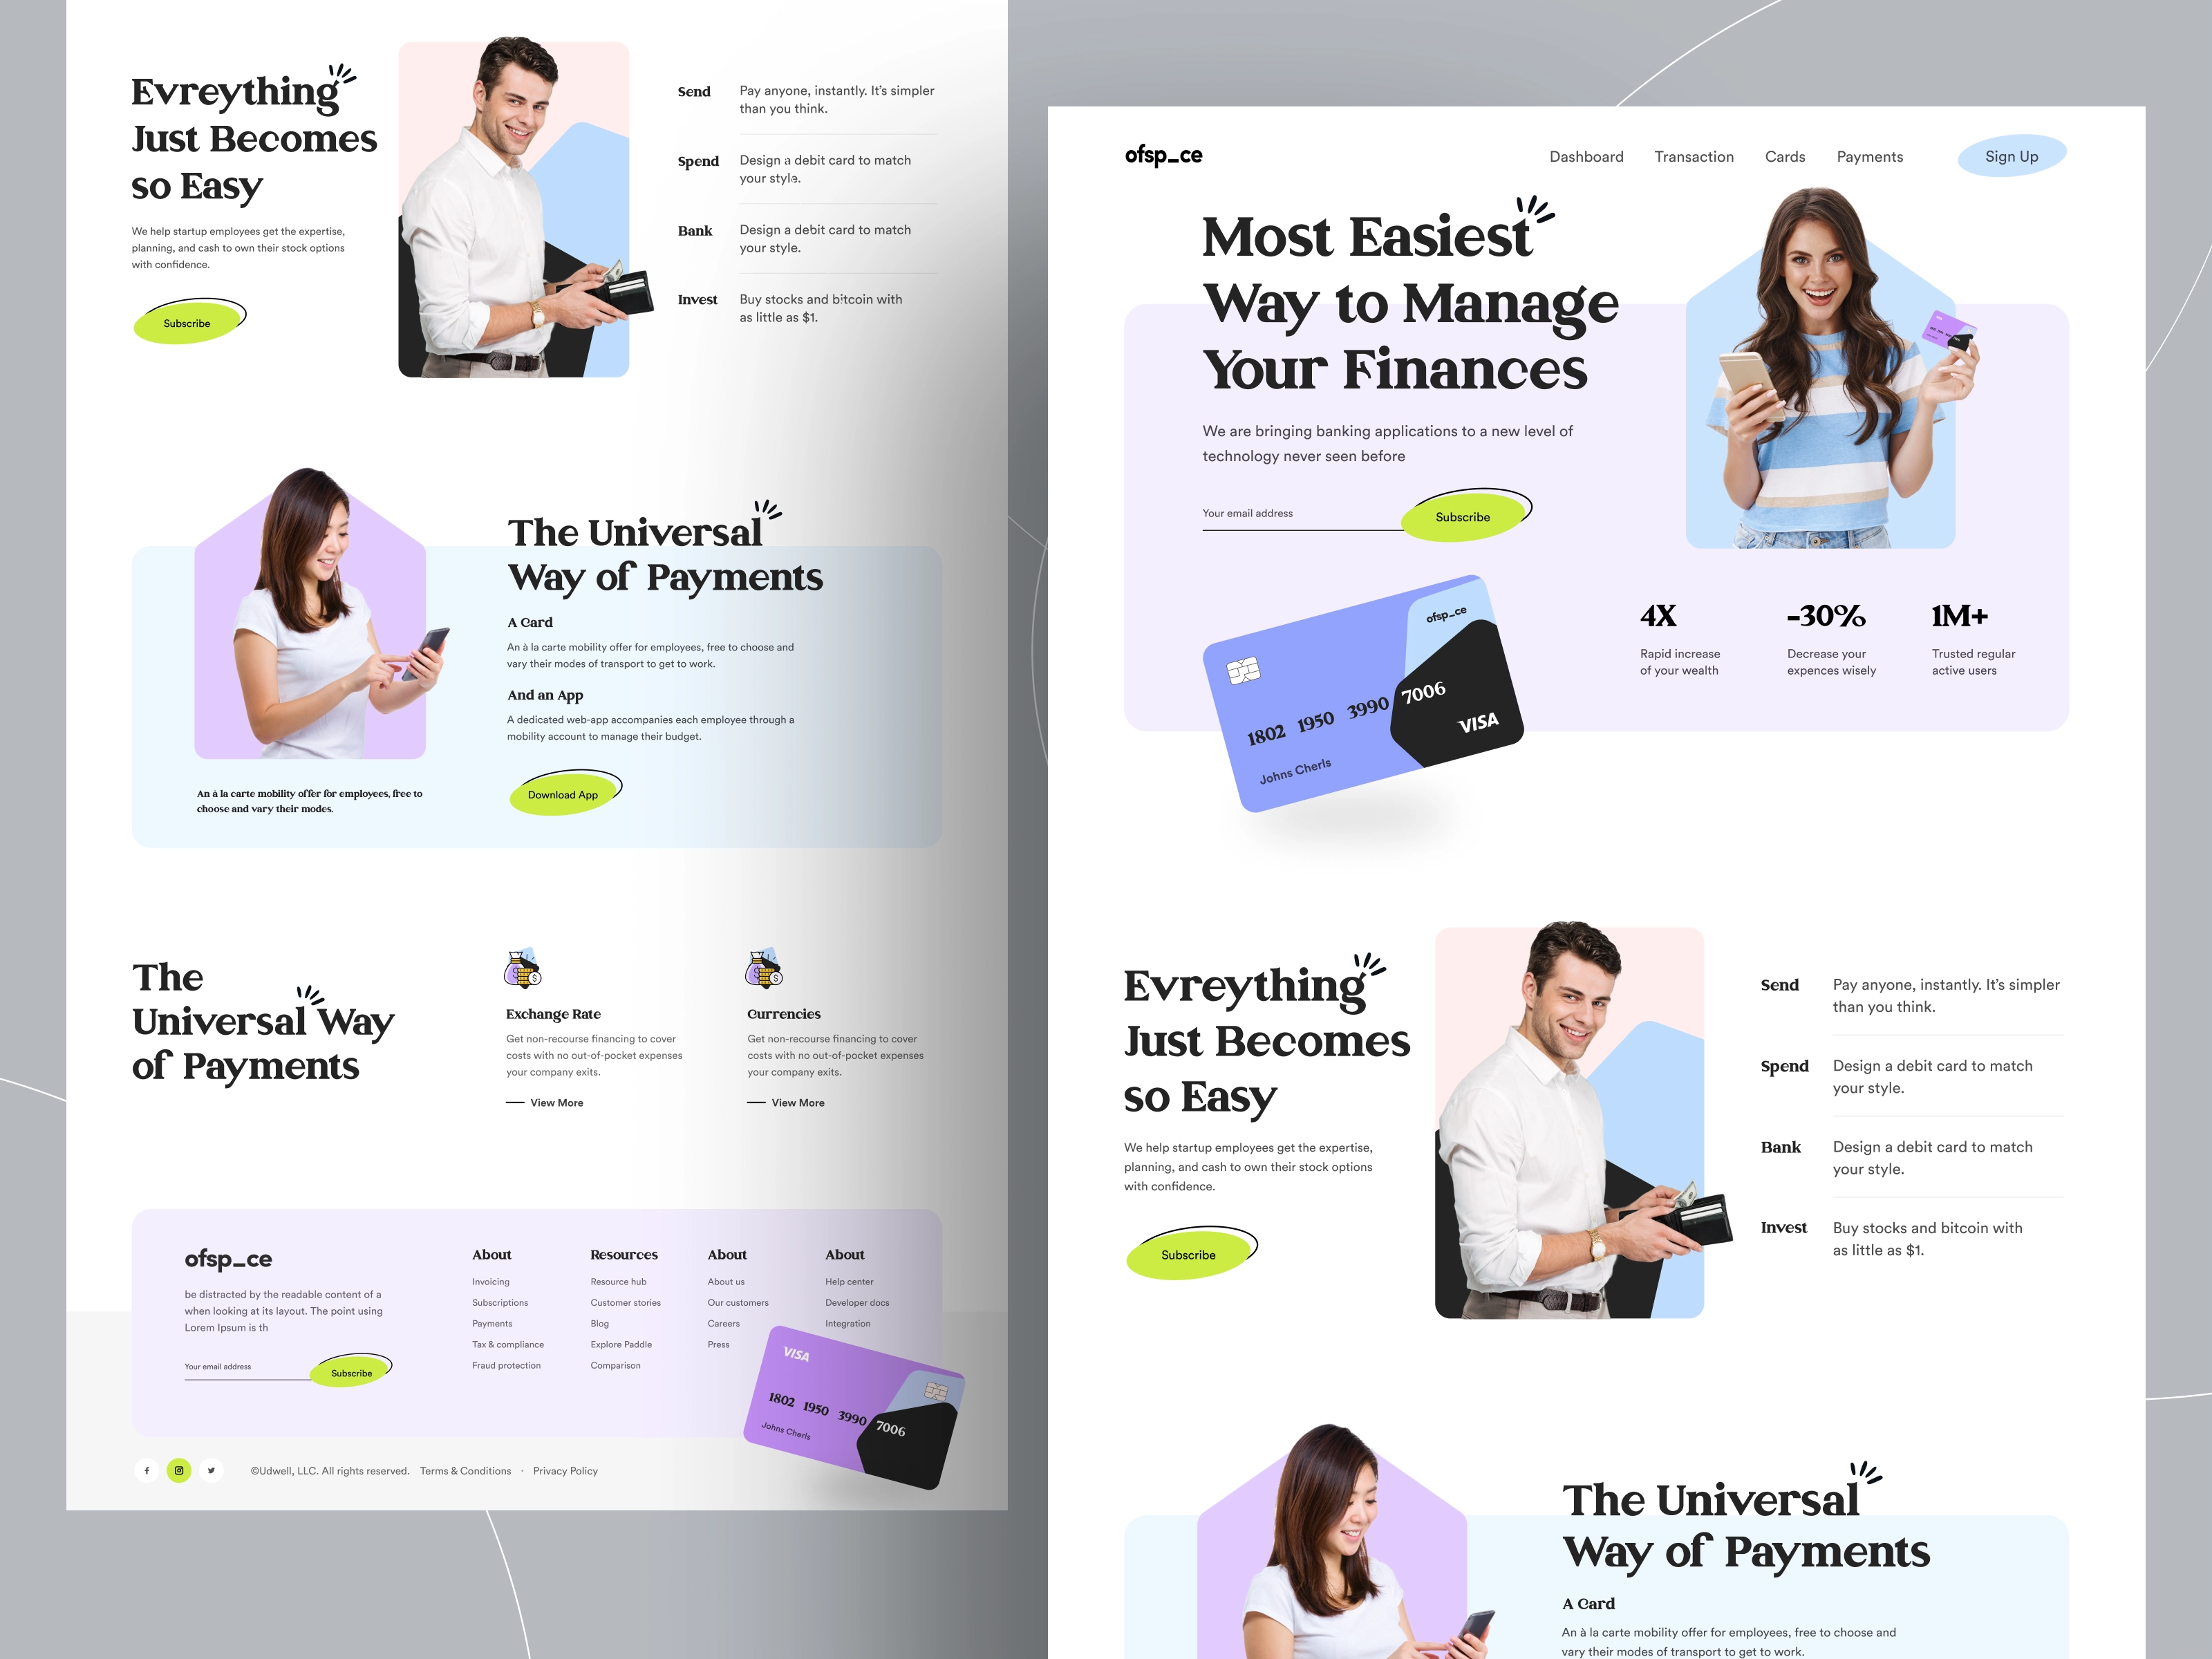 Evreything
Just Becomes
so Easy
We help startup employees get the expertise,
planning, and cash to own their stock options
with confidence.
Subscribe
Send
Pay anyone, instantly. It's simpler
than you think.
Spend
Design a debit card to match
your style.
Bank
Design a debit card to match
your style.
Invest
Buy stocks and bitcoin with
as little as $1.
The Universal
Way of Payments
A Card
An à la carte mobility offer for employees, free to choose and
vary their modes of transport to get to work.
And an App
A dedicated web-app accompanies each employee through a
mobility account to manage their budget.
Download App
An à la carte mobility offer for employees, free to
choose and vary their modes.
The
Universal Way
of Payments
Exchange Rate
Get non-recourse financing to cover
costs with no out-of-pocket expenses
your company exits.
View More
Currencies
Get non-recourse financing to cover
costs with no out-of-pocket expenses
your company exits.
View More
ofsp_ce
be distracted by the readable content of a
when looking at its layout. The point using
Lorem Ipsum is th
Your email address
Subscribe
About
Invoicing
Subscriptions
Payments
Tax & compliance
Fraud protection
Resources
Resource hub
Customer stories
Blog
Explore Paddle
Comparison
About
About us
Our customers
Careers
Press
About
Help center
Developer docs
Integration
VISA
1802 1950 3990 7006
Johns Cherls
©Udwell, LLC. All rights reserved. Terms & Conditions · Privacy Policy
ofsp_ce
Dashboard Transaction Cards Payments Sign Up
Most Easiest
Way to Manage
Your Finances
We are bringing banking applications to a new level of
technology never seen before
Your email address
Subscribe
ofsp_ce
1802 1950 3990 7006
VISA
Johns Cherls
4X
Rapid increase
of your wealth
-30%
Decrease your
expences wisely
1M+
Trusted regular
active users
Evreything
Just Becomes
so Easy
We help startup employees get the expertise,
planning, and cash to own their stock options
with confidence.
Subscribe
Send
Pay anyone, instantly. It's simpler
than you think.
Spend
Design a debit card to match
your style.
Bank
Design a debit card to match
your style.
Invest
Buy stocks and bitcoin with
as little as $1.
The Universal
Way of Payments
A Card
An à la carte mobility offer for employees, free to choose and
vary their modes of transport to get to work.